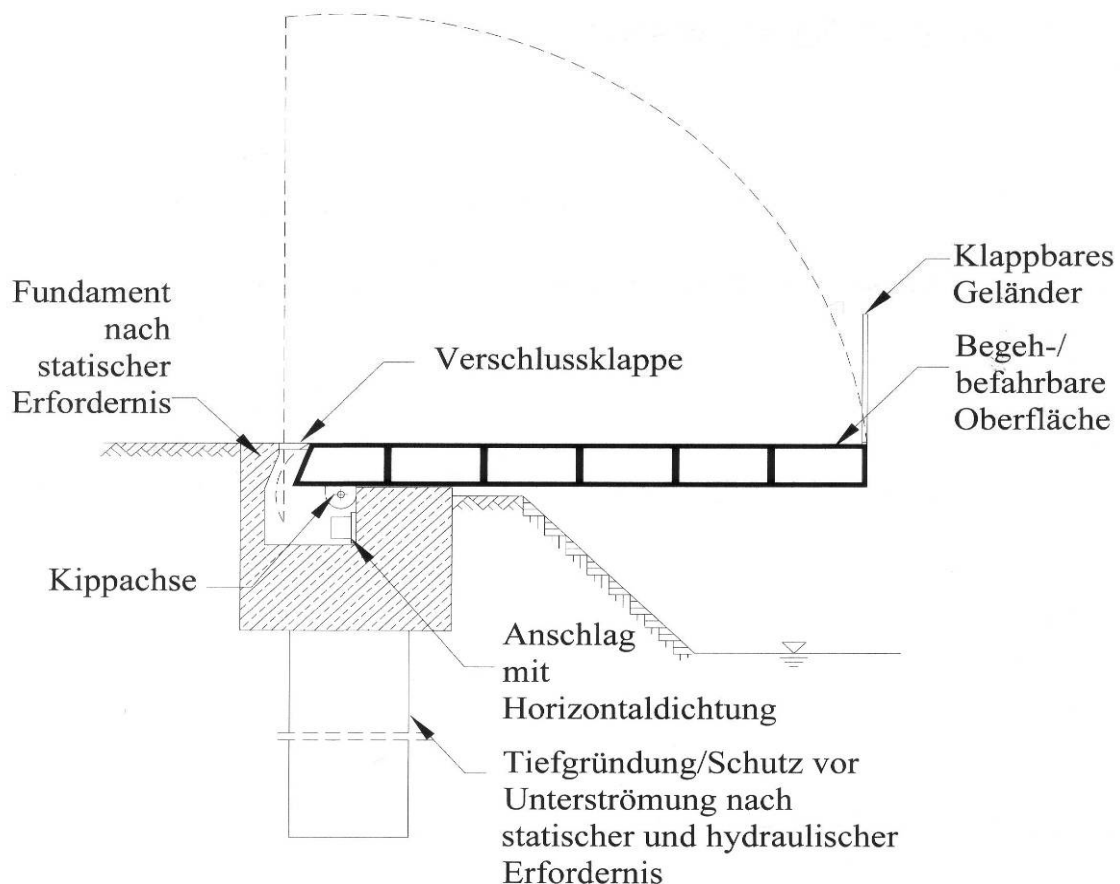 Klappbares
Geländer
Fundament
nach
statischer
Erfordernis
Verschlussklappe
Begeh-/
befahrbare
Oberfläche
Kippachse
Anschlag
mit
Horizontaldichtung
Tiefgründung/Schutz vor
Unterströmung nach
statischer und hydraulischer
Erfordernis